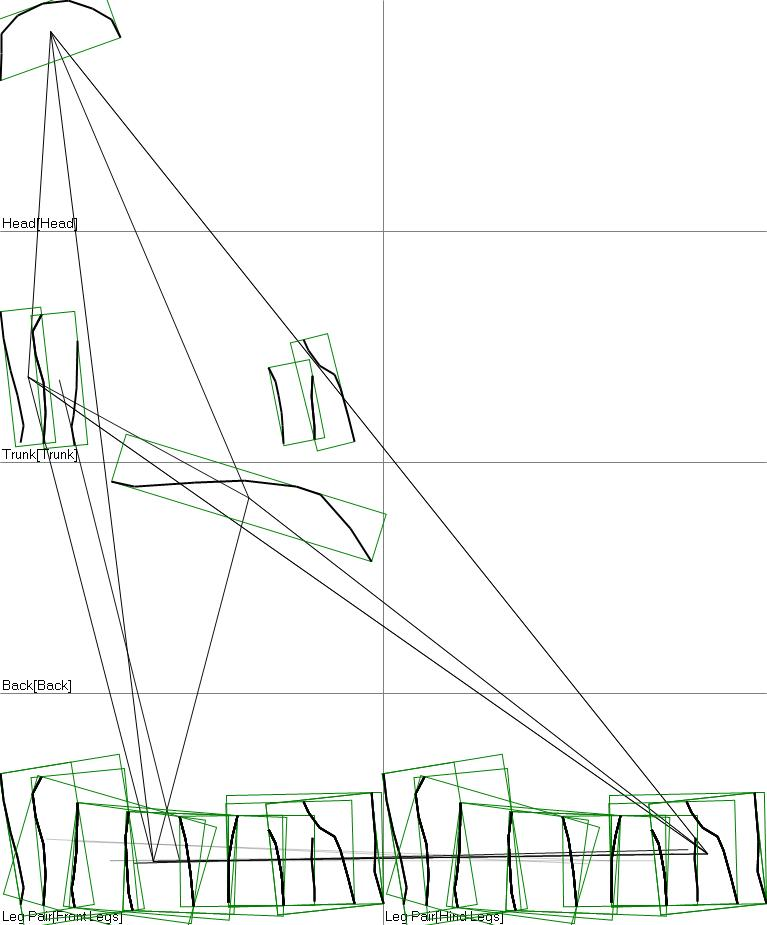 Head[Head]
Trunk[Trunk]
Back[Back]
Leg Pair[Front Legs]
Leg Pair[Hind Legs]